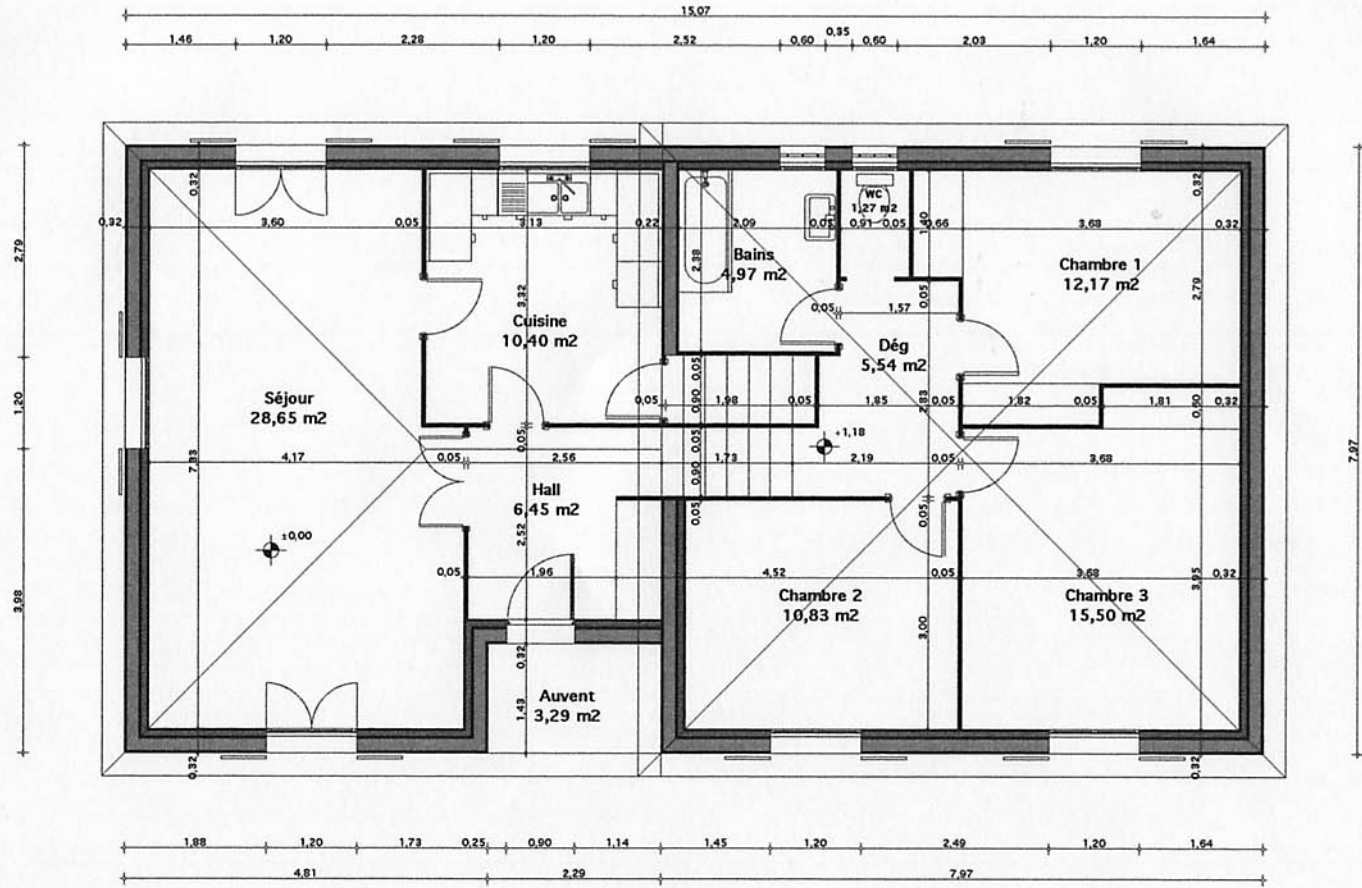 15,07
1,46 1,20 2,28 1,20 2,52 0,60 0,35 0,60 2,03 1,20 1,64
0,32 0,32
WC
1,27 m2
0,32 3,60 0,05 3,13 0,22 2,09 0,05 0,91 0,05 0,66 1,40 3,68 0,32
2,79
2,38
Bains
4,97 m2
Chambre 1
12,17 m2
2,79
3,32
0,05
Cuisine
10,40 m2
0,05 1,57
Dég
5,54 m2
1,20
Séjour
28,65 m2
0,05
0,90
0,05 1,98 0,05 1,85 2,83 0,05 1,82 0,05 1,81 0,90 0,32
+1,18
7,97
7,33
4,17 0,05 0,05 2,56 0,05 0,90 1,73 2,19 0,05 3,68
Hall
6,45 m2
0,05 0,05
2,52
±0,00
3,98
0,05 1,96 4,52 0,05 3,68 3,95 0,32
Chambre 2
10,83 m2
Chambre 3
15,50 m2
3,00
0,32
Auvent
3,29 m2
1,43
0,32 0,32
1,88 1,20 1,73 0,25 0,90 1,14 1,45 1,20 2,49 1,20 1,64
4,81 2,29 7,97